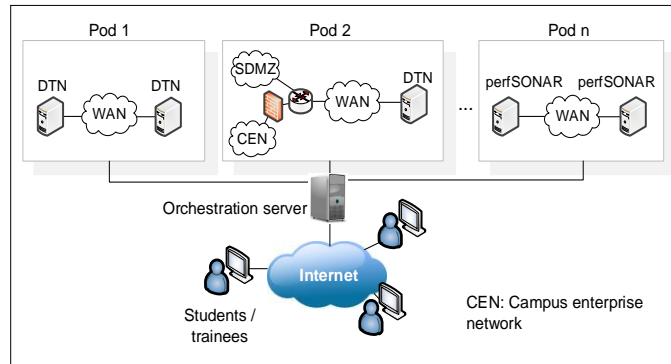 Pod 1
Pod 2
Pod n
DTN
DTN
WAN
SDMZ
CEN
WAN
DTN
...
perfSONAR
perfSONAR
WAN
Orchestration server
Internet
Students /
trainees
CEN: Campus enterprise
network